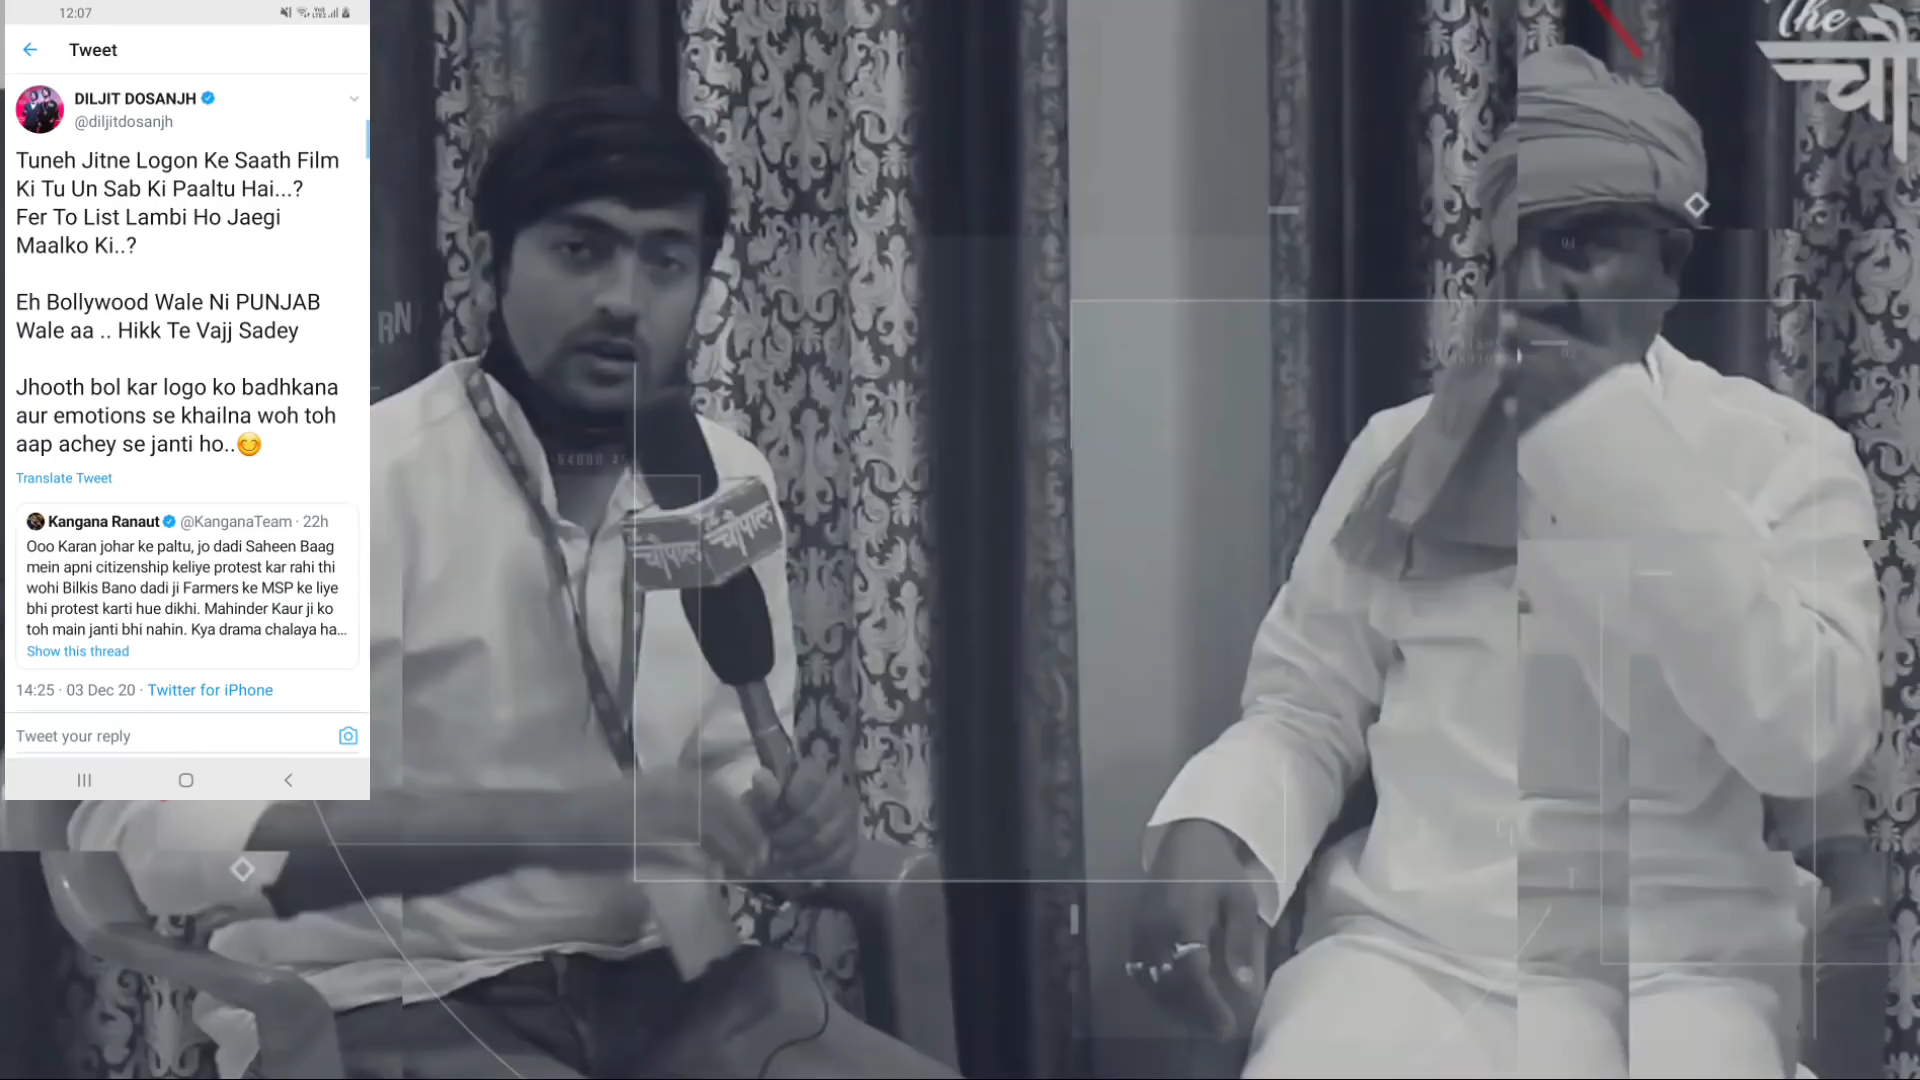 12:07
Tweet
DILJIT DOSANJH
@diljitdosanjh
Tuneh Jitne Logon Ke Saath Film
Ki Tu Un Sab Ki Paaltu Hai...?
Fer To List Lambi Ho Jaegi
Maalko Ki..?
Eh Bollywood Wale Ni PUNJAB
Wale aa .. Hikk Te Vajj Sadey
Jhooth bol kar logo ko badhkana
aur emotions se khailna woh toh
aap achey se janti ho..😊
Translate Tweet
Kangana Ranaut @KanganaTeam · 22h
Ooo Karan johar ke paltu, jo dadi Saheen Baag
mein apni citizenship keliye protest kar rahi thi
wohi Bilkis Bano dadi ji Farmers ke MSP ke liye
bhi protest karti hue dikhi. Mahinder Kaur ji ko
toh main janti bhi nahin. Kya drama chalaya ha...
Show this thread
14:25 · 03 Dec 20 · Twitter for iPhone
Tweet your reply
The
चौ
चौपाल
चौपाल
RN
01
02